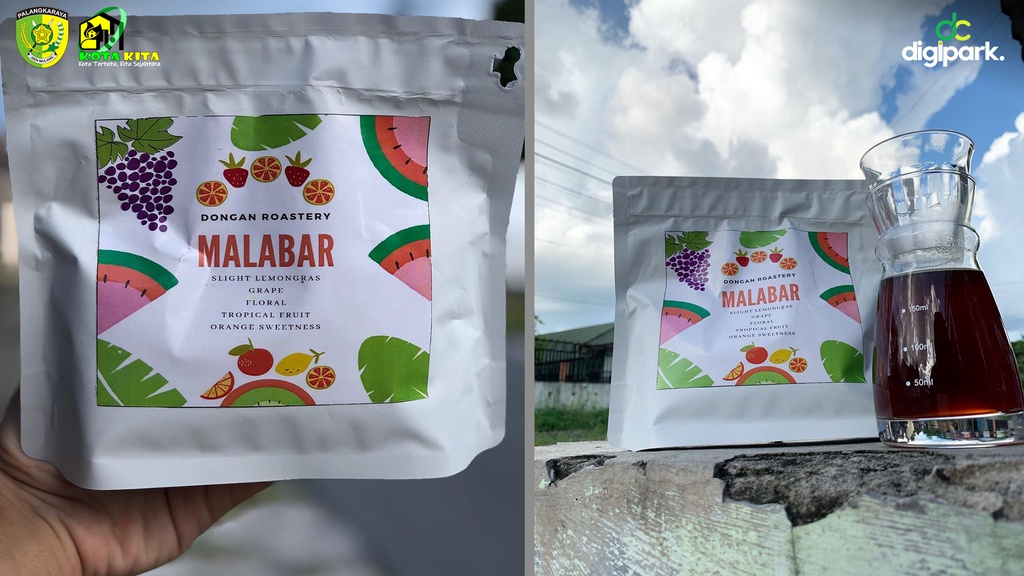 PALANGKARAYA
KOTA KITA
Kota Tertata, Kita Sejahtera
DONGAN ROASTERY
MALABAR
SLIGHT LEMONGRAS
GRAPE
FLORAL
TROPICAL FRUIT
ORANGE SWEETNESS
dc
digipark.
DONGAN ROASTERY
MALABAR
SLIGHT LEMONGRAS
GRAPE
FLORAL
TROPICAL FRUIT
ORANGE SWEETNESS
150ml
100ml
50ml